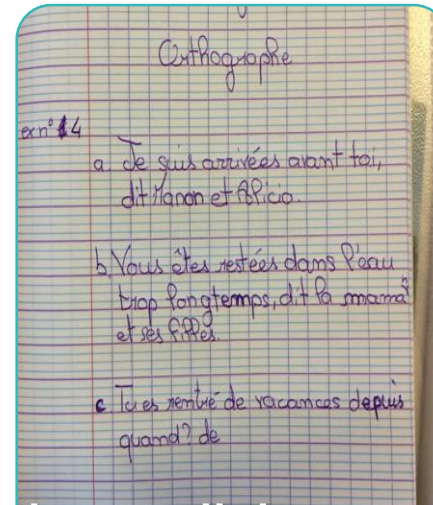 Orthographe
ex n° 14
a. Je suis arrivées avant toi,
dit Manon et Alicia.
b. Vous êtes restées dans l'eau
trop longtemps, dit la maman
et ses filles.
c. Tu es rentré de vacances depuis
quand? de